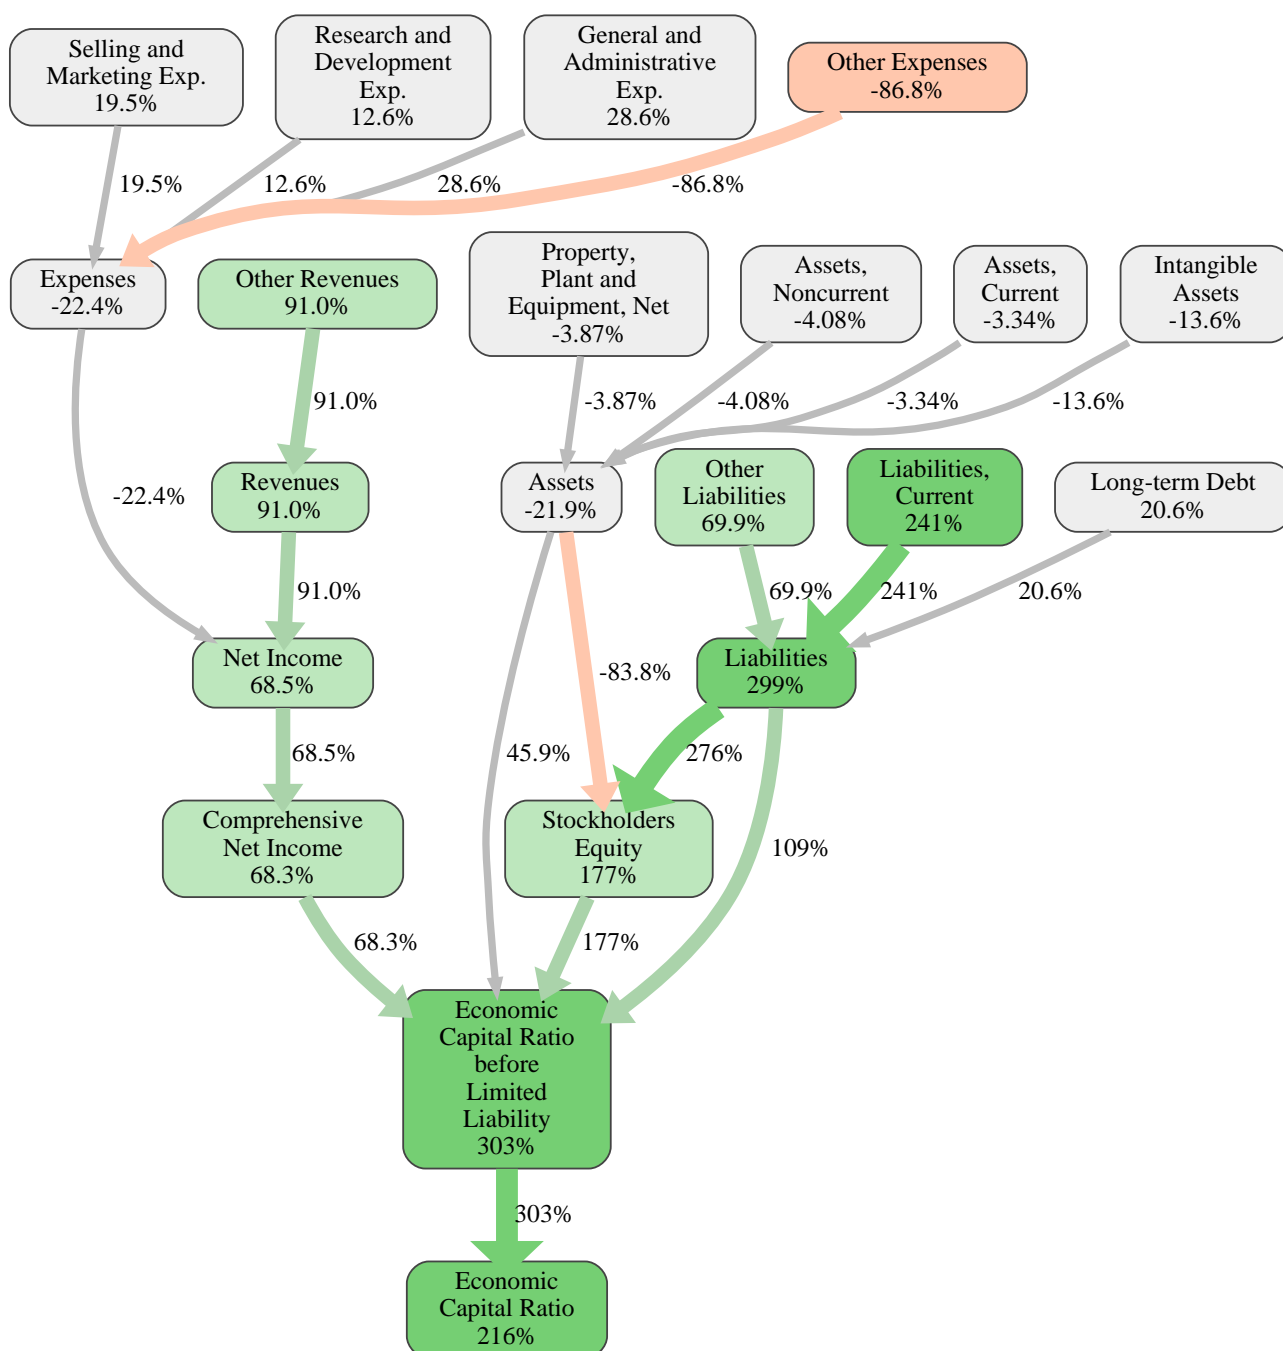 Selling and
Marketing Exp.
19.5%
Research and
Development
Exp.
12.6%
General and
Administrative
Exp.
28.6%
Other Expenses
-86.8%
19.5%
12.6%
28.6%
-86.8%
Expenses
-22.4%
Other Revenues
91.0%
Property,
Plant and
Equipment, Net
-3.87%
Assets,
Noncurrent
-4.08%
Assets,
Current
-3.34%
Intangible
Assets
-13.6%
91.0%
-3.87%
-4.08%
-3.34%
-13.6%
-22.4%
Revenues
91.0%
Assets
-21.9%
Other
Liabilities
69.9%
Liabilities,
Current
241%
Long-term Debt
20.6%
91.0%
69.9%
241%
20.6%
Net Income
68.5%
-83.8%
Liabilities
299%
68.5%
45.9%
276%
Comprehensive
Net Income
68.3%
Stockholders
Equity
177%
109%
68.3%
177%
Economic
Capital Ratio
before
Limited
Liability
303%
303%
Economic
Capital Ratio
216%